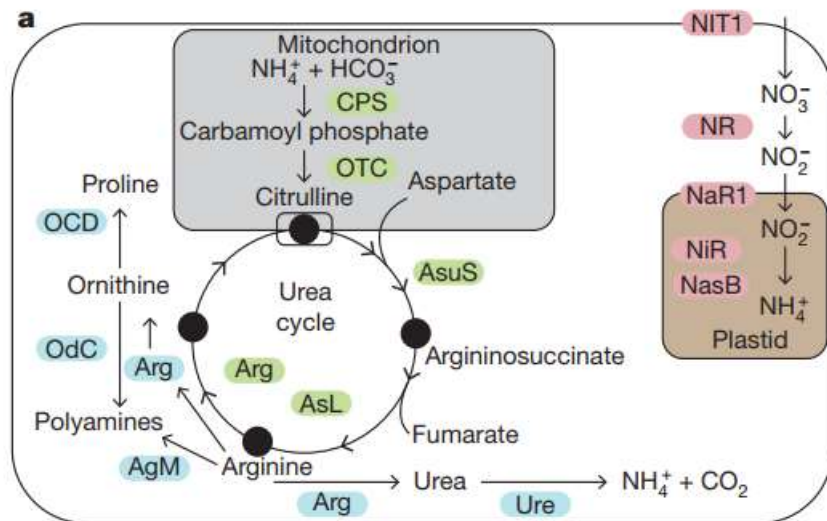 a
NIT1
Mitochondrion
NH₄⁺ + HCO₃⁻
CPS
Carbamoyl phosphate
OTC
Citrulline
Aspartate
NO₃⁻
NR
NO₂⁻
NaR1
NO₂⁻
NiR
NasB
NH₄⁺
Plastid
Proline
OCD
Ornithine
OdC
Arg
Polyamines
AgM
Urea
cycle
AsuS
Arg
AsL
Argininosuccinate
Fumarate
Arginine
Arg
Urea
Ure
NH₄⁺ + CO₂